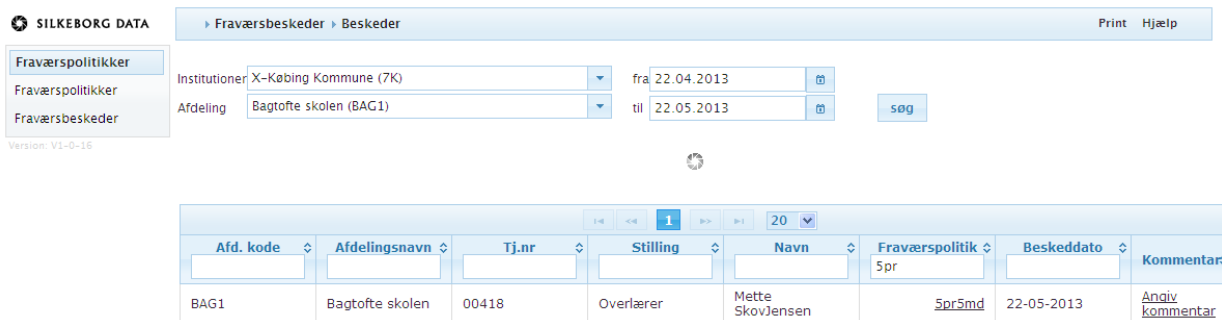 SILKEBORG DATA
Fraværsbeskeder Beskeder
Print Hjælp
Fraværspolitikker
Fraværspolitikker
Fraværsbeskeder
Version: V1-0-16
Institutioner X-Købing Kommune (7K) fra 22.04.2013
Afdeling Bagtofte skolen (BAG1) til 22.05.2013 søg
1 20
Afd. kode Afdelingsnavn Tj.nr Stilling Navn Fraværspolitik Beskeddato Kommentar
5pr
BAG1 Bagtofte skolen 00418 Overlærer Mette SkovJensen 5pr5md 22-05-2013 Angiv kommentar